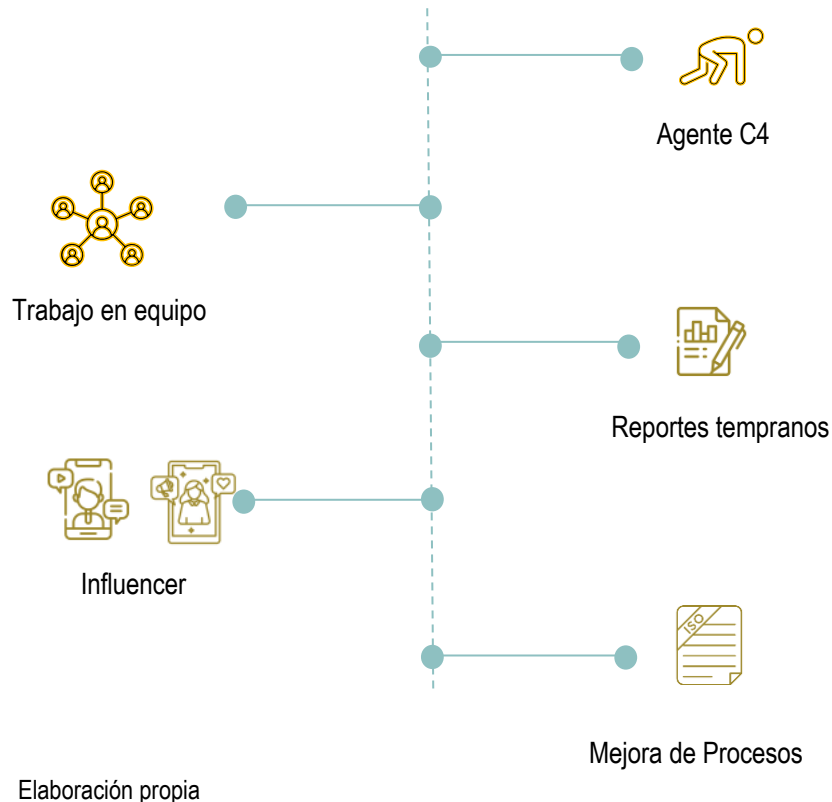 Agente C4
Trabajo en equipo
Reportes tempranos
Influencer
ISO
Mejora de Procesos
Elaboración propia